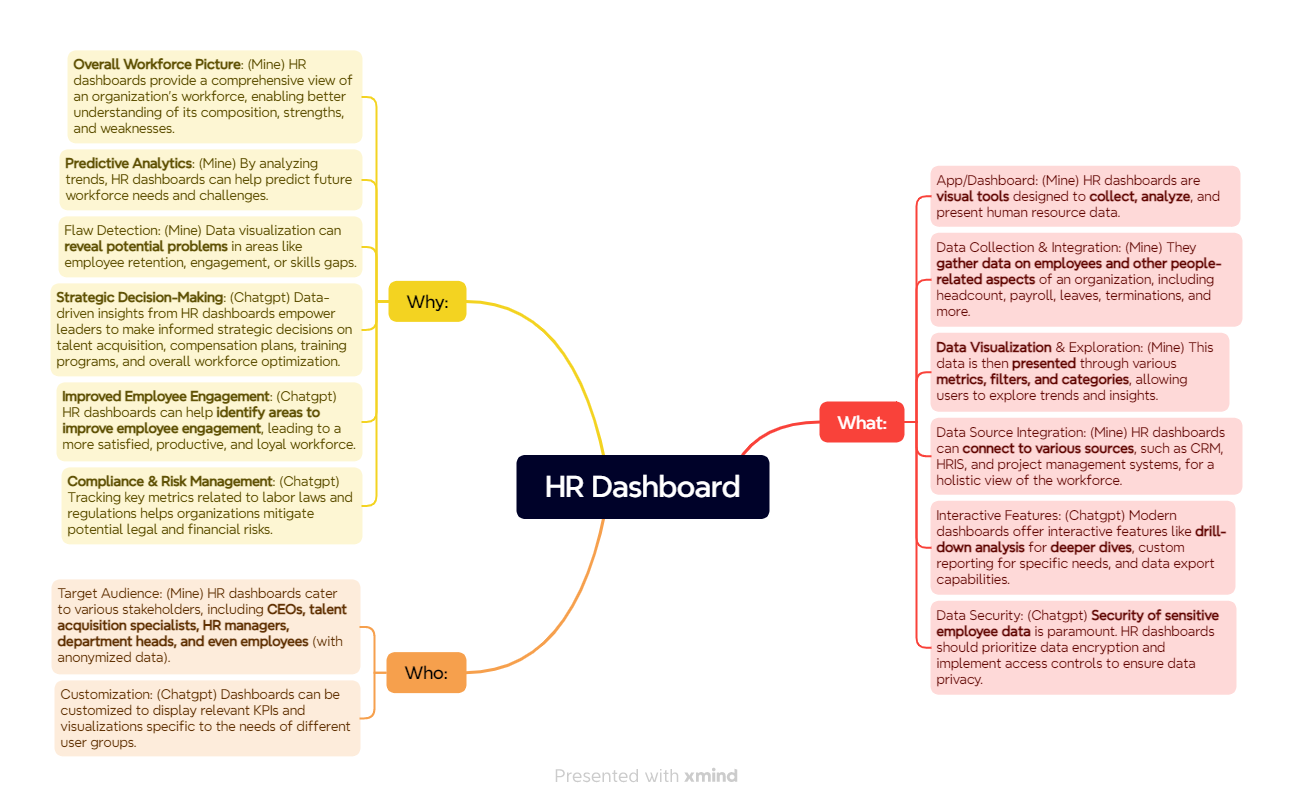 HR Dashboard
Why:
Overall Workforce Picture: (Mine) HR
dashboards provide a comprehensive view of
an organization's workforce, enabling better
understanding of its composition, strengths,
and weaknesses.
Predictive Analytics: (Mine) By analyzing
trends, HR dashboards can help predict future
workforce needs and challenges.
Flaw Detection: (Mine) Data visualization can
reveal potential problems in areas like
employee retention, engagement, or skills gaps.
Strategic Decision-Making: (Chatgpt) Data-
driven insights from HR dashboards empower
leaders to make informed strategic decisions on
talent acquisition, compensation plans, training
programs, and overall workforce optimization.
Improved Employee Engagement: (Chatgpt)
HR dashboards can help identify areas to
improve employee engagement, leading to a
more satisfied, productive, and loyal workforce.
Compliance & Risk Management: (Chatgpt)
Tracking key metrics related to labor laws and
regulations helps organizations mitigate
potential legal and financial risks.
Who:
Target Audience: (Mine) HR dashboards cater
to various stakeholders, including CEOs, talent
acquisition specialists, HR managers,
department heads, and even employees (with
anonymized data).
Customization: (Chatgpt) Dashboards can be
customized to display relevant KPIs and
visualizations specific to the needs of different
user groups.
What:
App/Dashboard: (Mine) HR dashboards are
visual tools designed to collect, analyze, and
present human resource data.
Data Collection & Integration: (Mine) They
gather data on employees and other people-
related aspects of an organization, including
headcount, payroll, leaves, terminations, and
more.
Data Visualization & Exploration: (Mine) This
data is then presented through various
metrics, filters, and categories, allowing
users to explore trends and insights.
Data Source Integration: (Mine) HR dashboards
can connect to various sources, such as CRM,
HRIS, and project management systems, for a
holistic view of the workforce.
Interactive Features: (Chatgpt) Modern
dashboards offer interactive features like drill-
down analysis for deeper dives, custom
reporting for specific needs, and data export
capabilities.
Data Security: (Chatgpt) Security of sensitive
employee data is paramount. HR dashboards
should prioritize data encryption and
implement access controls to ensure data
privacy.
Presented with xmind